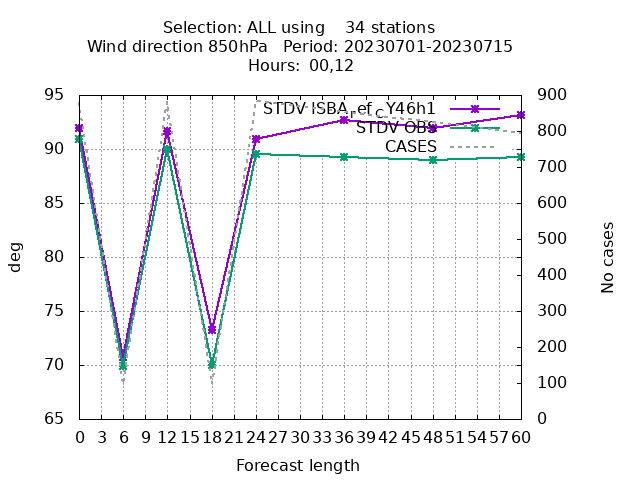 Selection: ALL using 34 stations
Wind direction 850hPa Period: 20230701-20230715
Hours: 00,12
STDV ISBA_ref_CY46h1
STDV OBS
CASES
95 900
90 800
85 700
80 600
75 500
70 400
65 300
200
100
0
deg
No cases
0 3 6 9 12 15 18 21 24 27 30 33 36 39 42 45 48 51 54 57 60
Forecast length